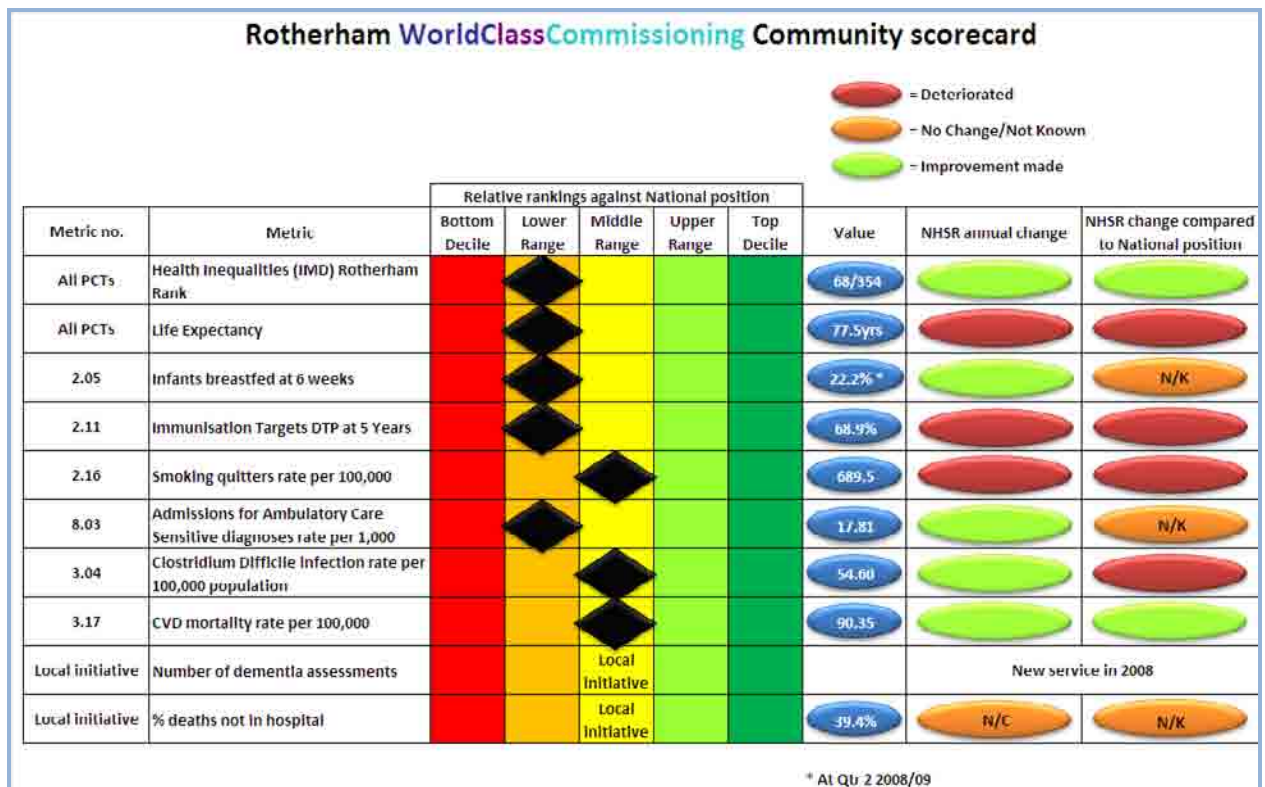 Rotherham WorldClassCommissioning Community scorecard
= Deteriorated
= No Change/Not Known
= Improvement made
Relative rankings against National position
Metric no.
Metric
Bottom
Decile
Lower
Range
Middle
Range
Upper
Range
Top
Decile
Value
NHSR annual change
NHSR change compared
to National position
All PCTs
Health Inequalities (IMD) Rotherham
Rank
68/354
All PCTs
Life Expectancy
77.5yrs
2.05
Infants breastfed at 6 weeks
22.2% *
N/K
2.11
Immunisation Targets DTP at 5 Years
68.9%
2.16
Smoking quitters rate per 100,000
689.5
8.03
Admissions for Ambulatory Care
Sensitive diagnoses rate per 1,000
17.81
N/K
3.04
Clostridium Difficile infection rate per
100,000 population
54.60
3.17
CVD mortality rate per 100,000
90.35
Local initiative
Number of dementia assessments
Local
Initiative
New service in 2008
Local initiative
% deaths not in hospital
Local
Initiative
39.4%
N/C
N/K
* At Qtr 2 2008/09